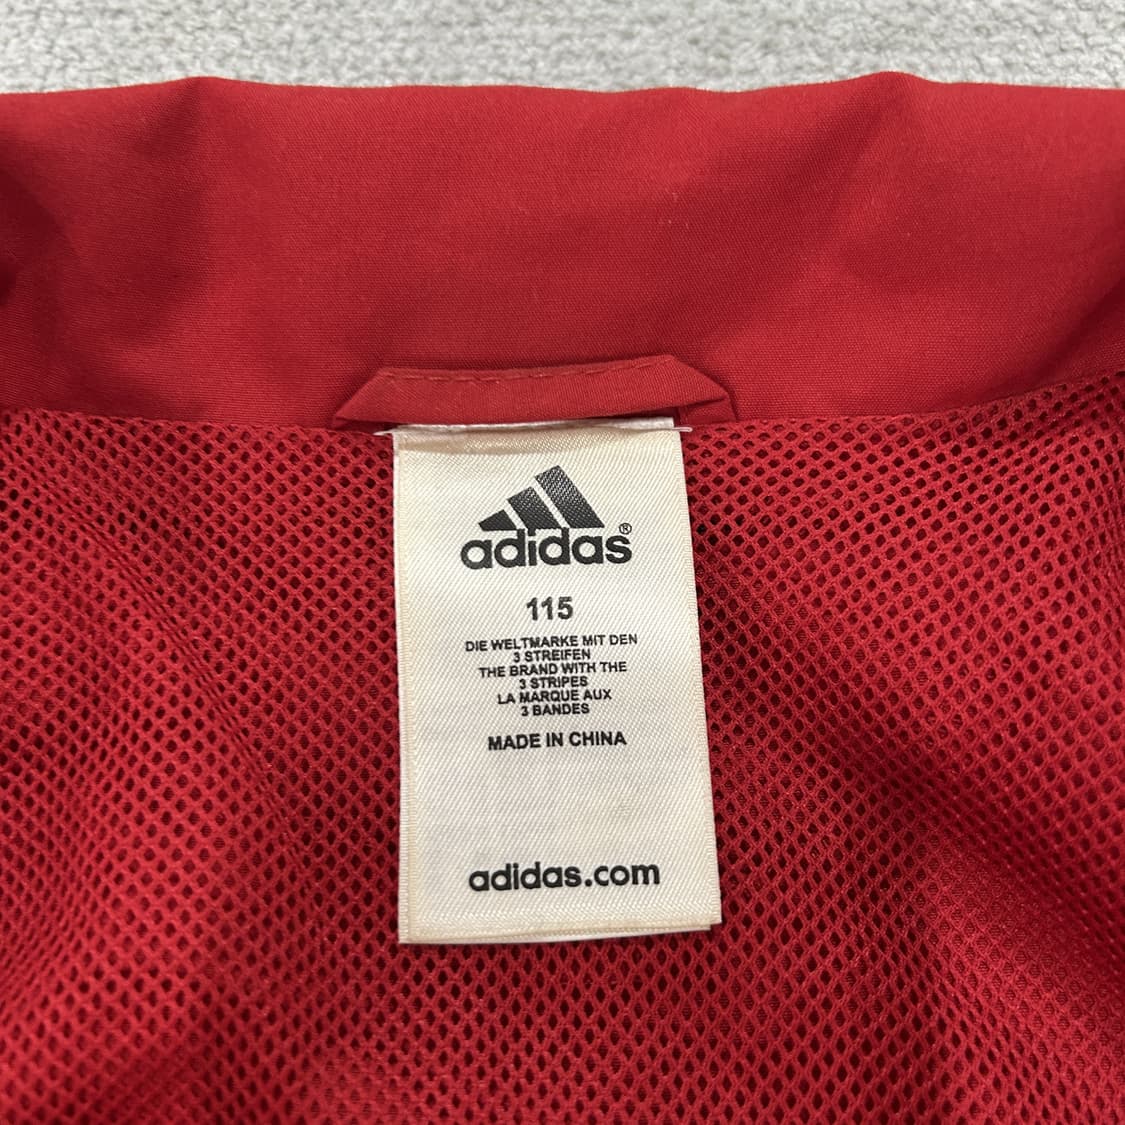 adidas®
115
DIE WELTMARKE MIT DEN
3 STREIFEN
THE BRAND WITH THE
3 STRIPES
LA MARQUE AUX
3 BANDES
MADE IN CHINA
adidas.com